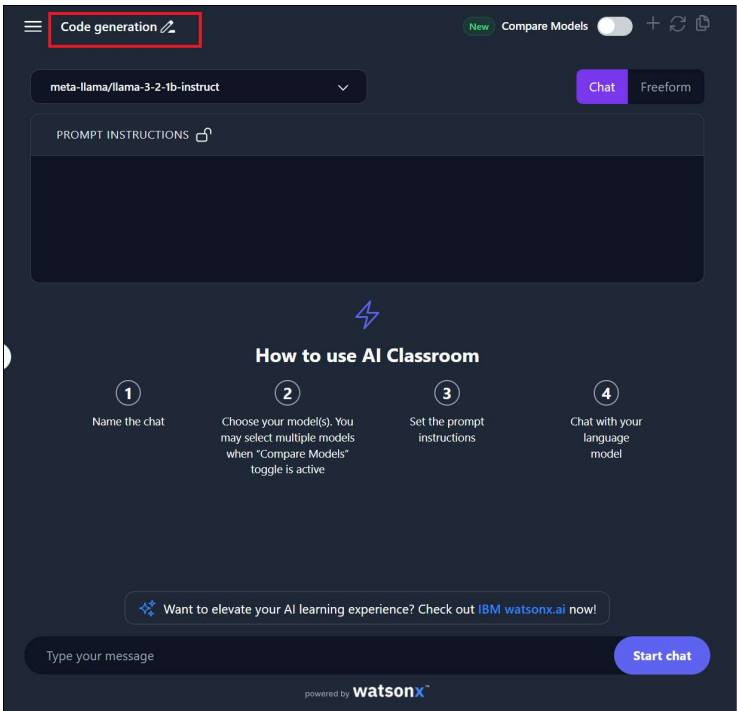 Code generation
New Compare Models
meta-llama/llama-3-2-1b-instruct
Chat Freeform
PROMPT INSTRUCTIONS
How to use AI Classroom
1
Name the chat
2
Choose your model(s). You
may select multiple models
when "Compare Models"
toggle is active
3
Set the prompt
instructions
4
Chat with your
language
model
Want to elevate your AI learning experience? Check out IBM watsonx.ai now!
Type your message
Start chat
powered by watsonx™